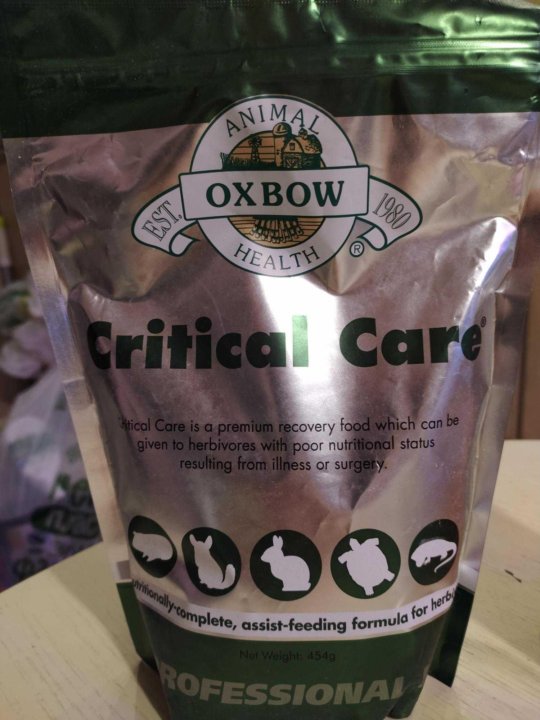 ANIMAL
OXBOW
EST. 1980
HEALTH ®
Critical Care®
Critical Care is a premium recovery food which can be
given to herbivores with poor nutritional status
resulting from illness or surgery.
nutritionally-complete, assist-feeding formula for
Net Weight: 454g
PROFESSIONAL